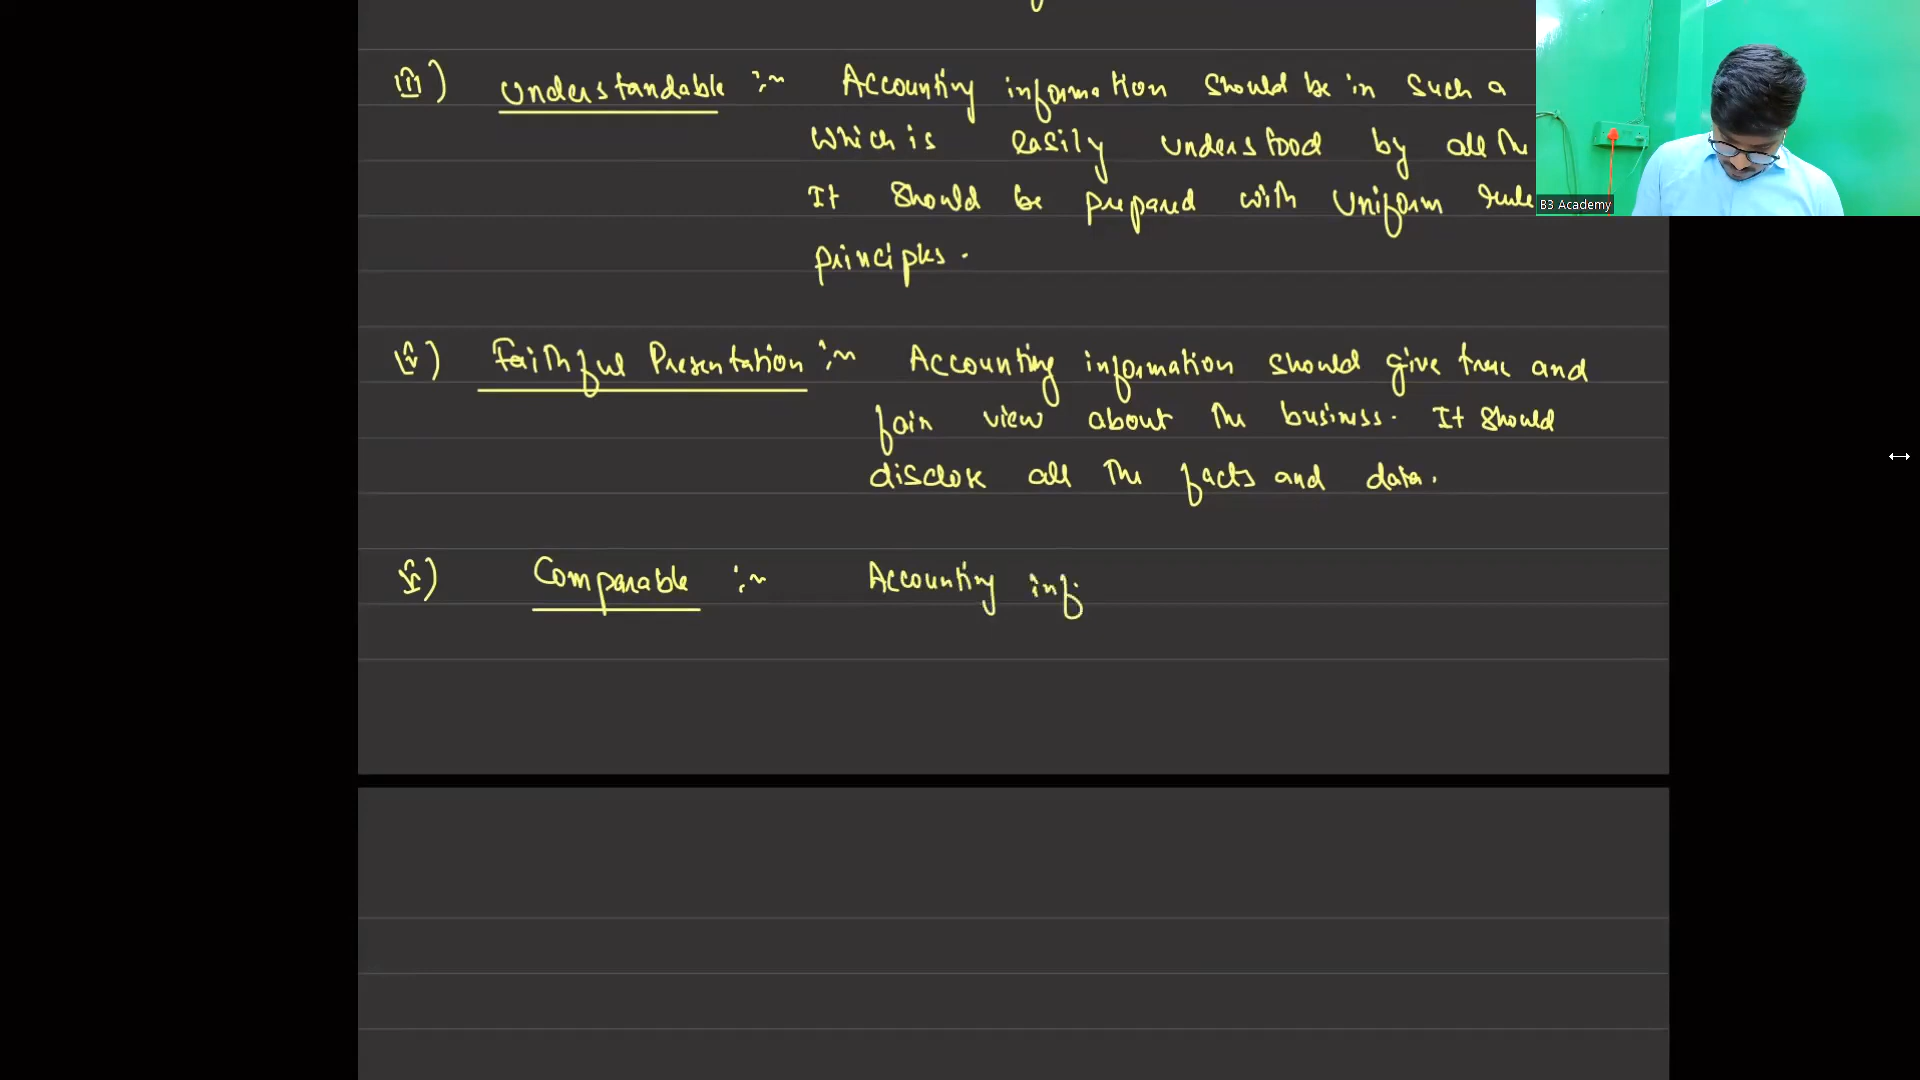 III) Understandable :~ Accounting information should be in such a
which is easily understood by all the
It should be prepared with uniform rule
principles.
IV) Faithful Presentation :~ Accounting information should give true and
fair view about the business. It should
disclose all the facts and data.
V) Comparable :~ Accounting inf
B3 Academy